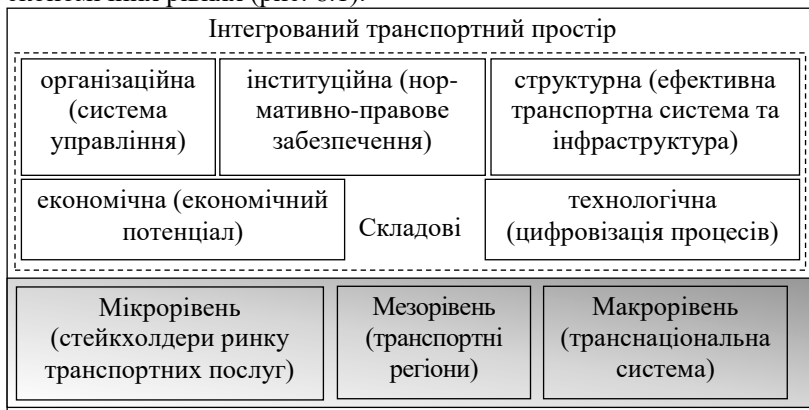 Інтегрований транспортний простір
організаційна
(система
управління)
інституційна (нор-
мативно-правове
забезпечення)
структурна (ефективна
транспортна система та
інфраструктура)
економічна (економічний
потенціал)
Складові
технологічна
(цифровізація процесів)
Мікрорівень
(стейкхолдери ринку
транспортних послуг)
Мезорівень
(транспортні
регіони)
Макрорівень
(транснаціональна
система)